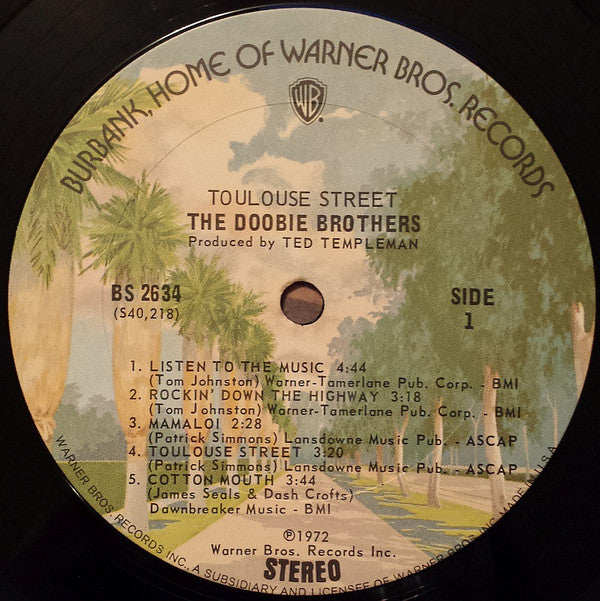 BURBANK, HOME OF WARNER BROS. RECORDS
WB
TOULOUSE STREET
THE DOOBIE BROTHERS
Produced by TED TEMPLEMAN
BS 2634
(S40,218)
SIDE
1
1. LISTEN TO THE MUSIC 4:44
(Tom Johnston) Warner-Tamerlane Pub. Corp. - BMI
2. ROCKIN' DOWN THE HIGHWAY 3:18
(Tom Johnston) Warner-Tamerlane Pub. Corp. - BMI
3. MAMALOI 2:28
(Patrick Simmons) Lansdowne Music Pub. - ASCAP
4. TOULOUSE STREET 3:20
(Patrick Simmons) Lansdowne Music Pub. - ASCAP
5. COTTON MOUTH 3:44
(James Seals & Dash Crofts)
Dawnbreaker Music - BMI
℗1972
Warner Bros. Records Inc.
STEREO
WARNER BROS. RECORDS INC., A SUBSIDIARY AND LICENSEE OF WARNER BROS. INC. MADE IN U.S.A.